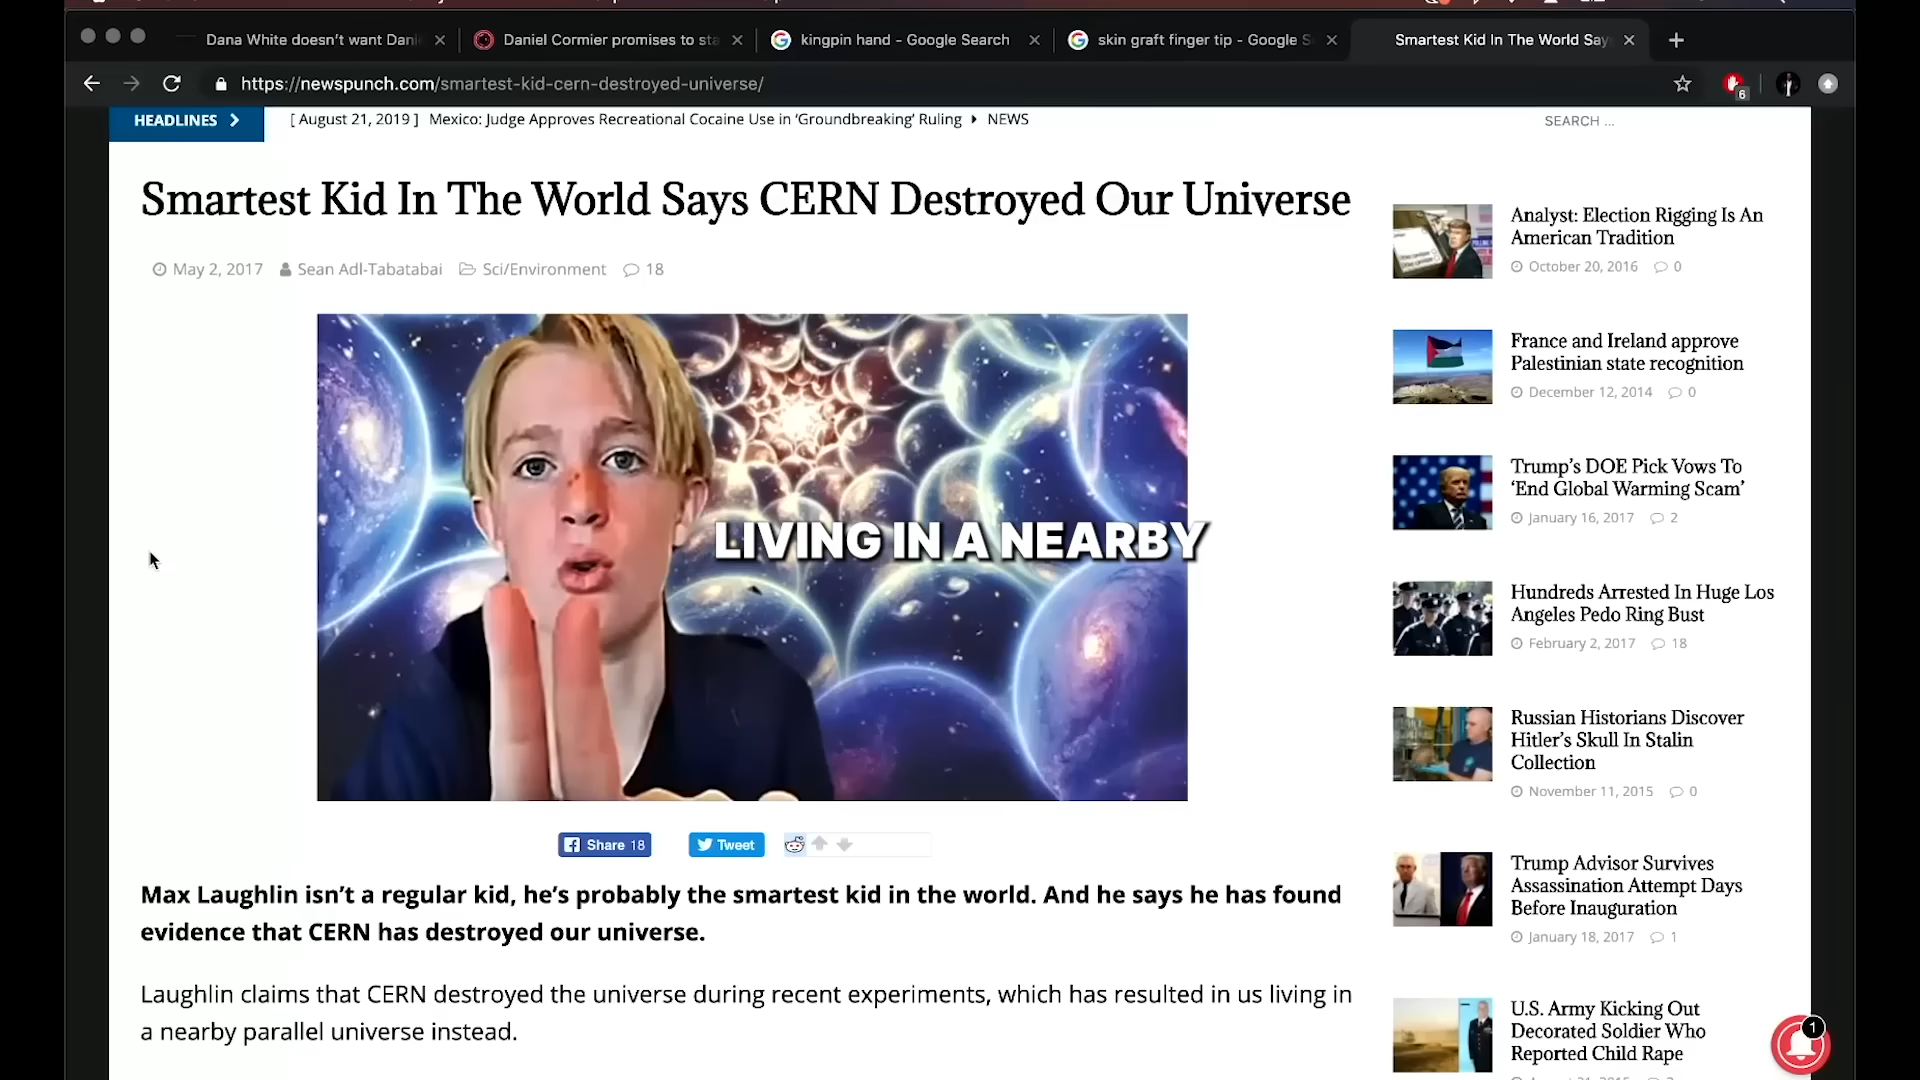 Dana White doesn't want Dani
Daniel Cormier promises to sta
kingpin hand - Google Search
skin graft finger tip - Google S
Smartest Kid In The World Say
https://newspunch.com/smartest-kid-cern-destroyed-universe/
6
HEADLINES
[ August 21, 2019 ] Mexico: Judge Approves Recreational Cocaine Use in 'Groundbreaking' Ruling NEWS
SEARCH ...
Smartest Kid In The World Says CERN Destroyed Our Universe
May 2, 2017 Sean Adl-Tabatabai Sci/Environment 18
LIVING IN A NEARBY
Share 18
Tweet
Max Laughlin isn't a regular kid, he's probably the smartest kid in the world. And he says he has found
evidence that CERN has destroyed our universe.
Laughlin claims that CERN destroyed the universe during recent experiments, which has resulted in us living in
a nearby parallel universe instead.
Analyst: Election Rigging Is An
American Tradition
October 20, 2016 0
France and Ireland approve
Palestinian state recognition
December 12, 2014 0
Trump's DOE Pick Vows To
'End Global Warming Scam'
January 16, 2017 2
Hundreds Arrested In Huge Los
Angeles Pedo Ring Bust
February 2, 2017 18
Russian Historians Discover
Hitler's Skull In Stalin
Collection
November 11, 2015 0
Trump Advisor Survives
Assassination Attempt Days
Before Inauguration
January 18, 2017 1
U.S. Army Kicking Out
Decorated Soldier Who
Reported Child Rape
1